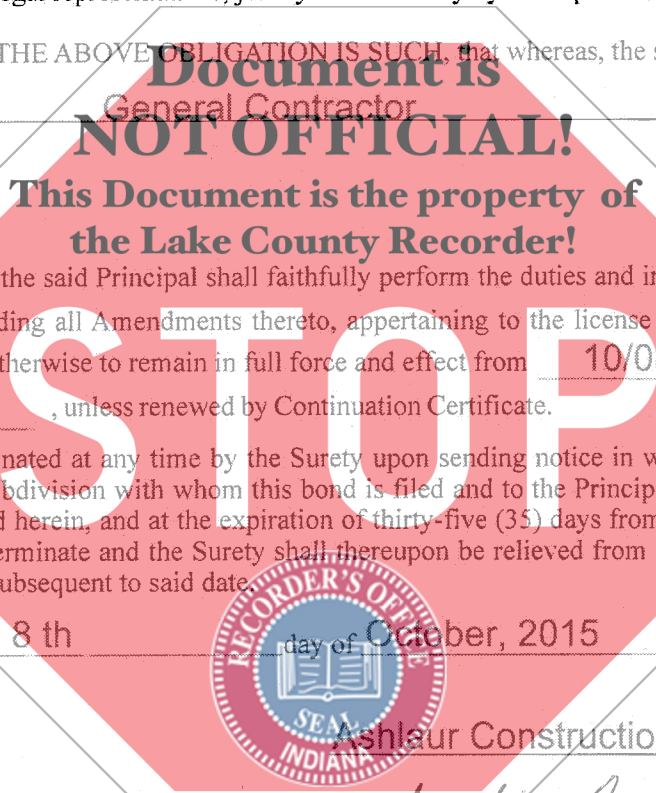 THE ABOVE OBLIGATION IS SUCH, that whereas, the s
Document is
General Contractor
NOT OFFICIAL!
This Document is the property of
the Lake County Recorder!
the said Principal shall faithfully perform the duties and in
ding all Amendments thereto, appertaining to the license
therwise to remain in full force and effect from 10/0
STOP
, unless renewed by Continuation Certificate.
nated at any time by the Surety upon sending notice in w
bdivision with whom this bond is filed and to the Princip
d herein, and at the expiration of thirty-five (35) days from
erminate and the Surety shall thereupon be relieved from
ubsequent to said date.
8 th day of October, 2015
RECORDER'S OFFICE
SEAL
INDIANA
Ashlaur Constructio